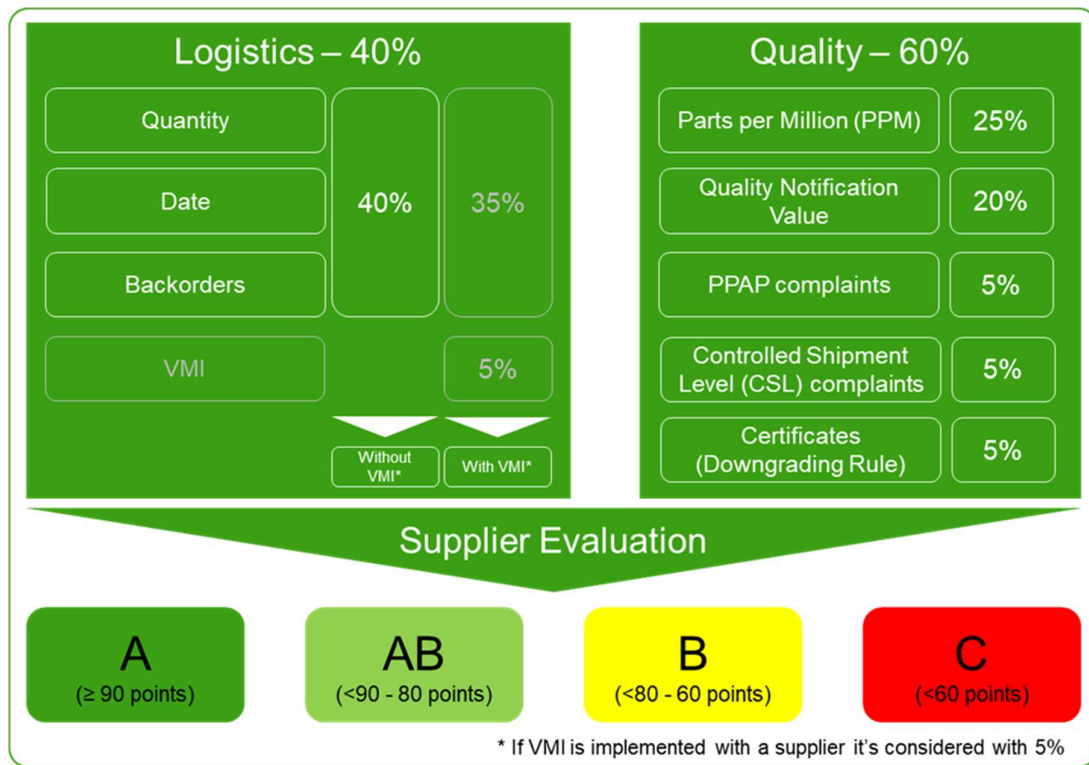 Logistics – 40%
Quantity
Date
Backorders
VMI
40%
35%
5%
Without
VMI*
With VMI*
Quality – 60%
Parts per Million (PPM)
25%
Quality Notification
Value
20%
PPAP complaints
5%
Controlled Shipment
Level (CSL) complaints
5%
Certificates
(Downgrading Rule)
5%
Supplier Evaluation
A
(≥ 90 points)
AB
(<90 - 80 points)
B
(<80 - 60 points)
C
(<60 points)
* If VMI is implemented with a supplier it’s considered with 5%